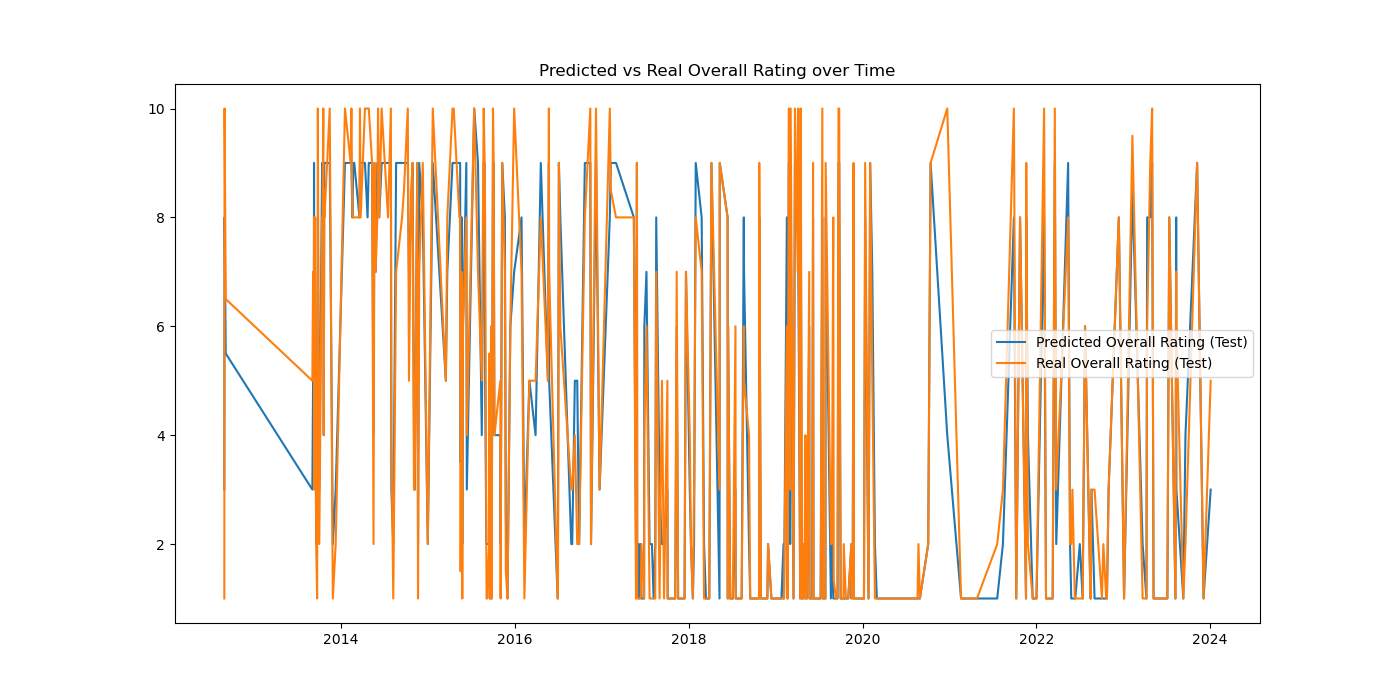 Predicted vs Real Overall Rating over Time
10
8
6
4
2
Predicted Overall Rating (Test)
Real Overall Rating (Test)
2014 2016 2018 2020 2022 2024